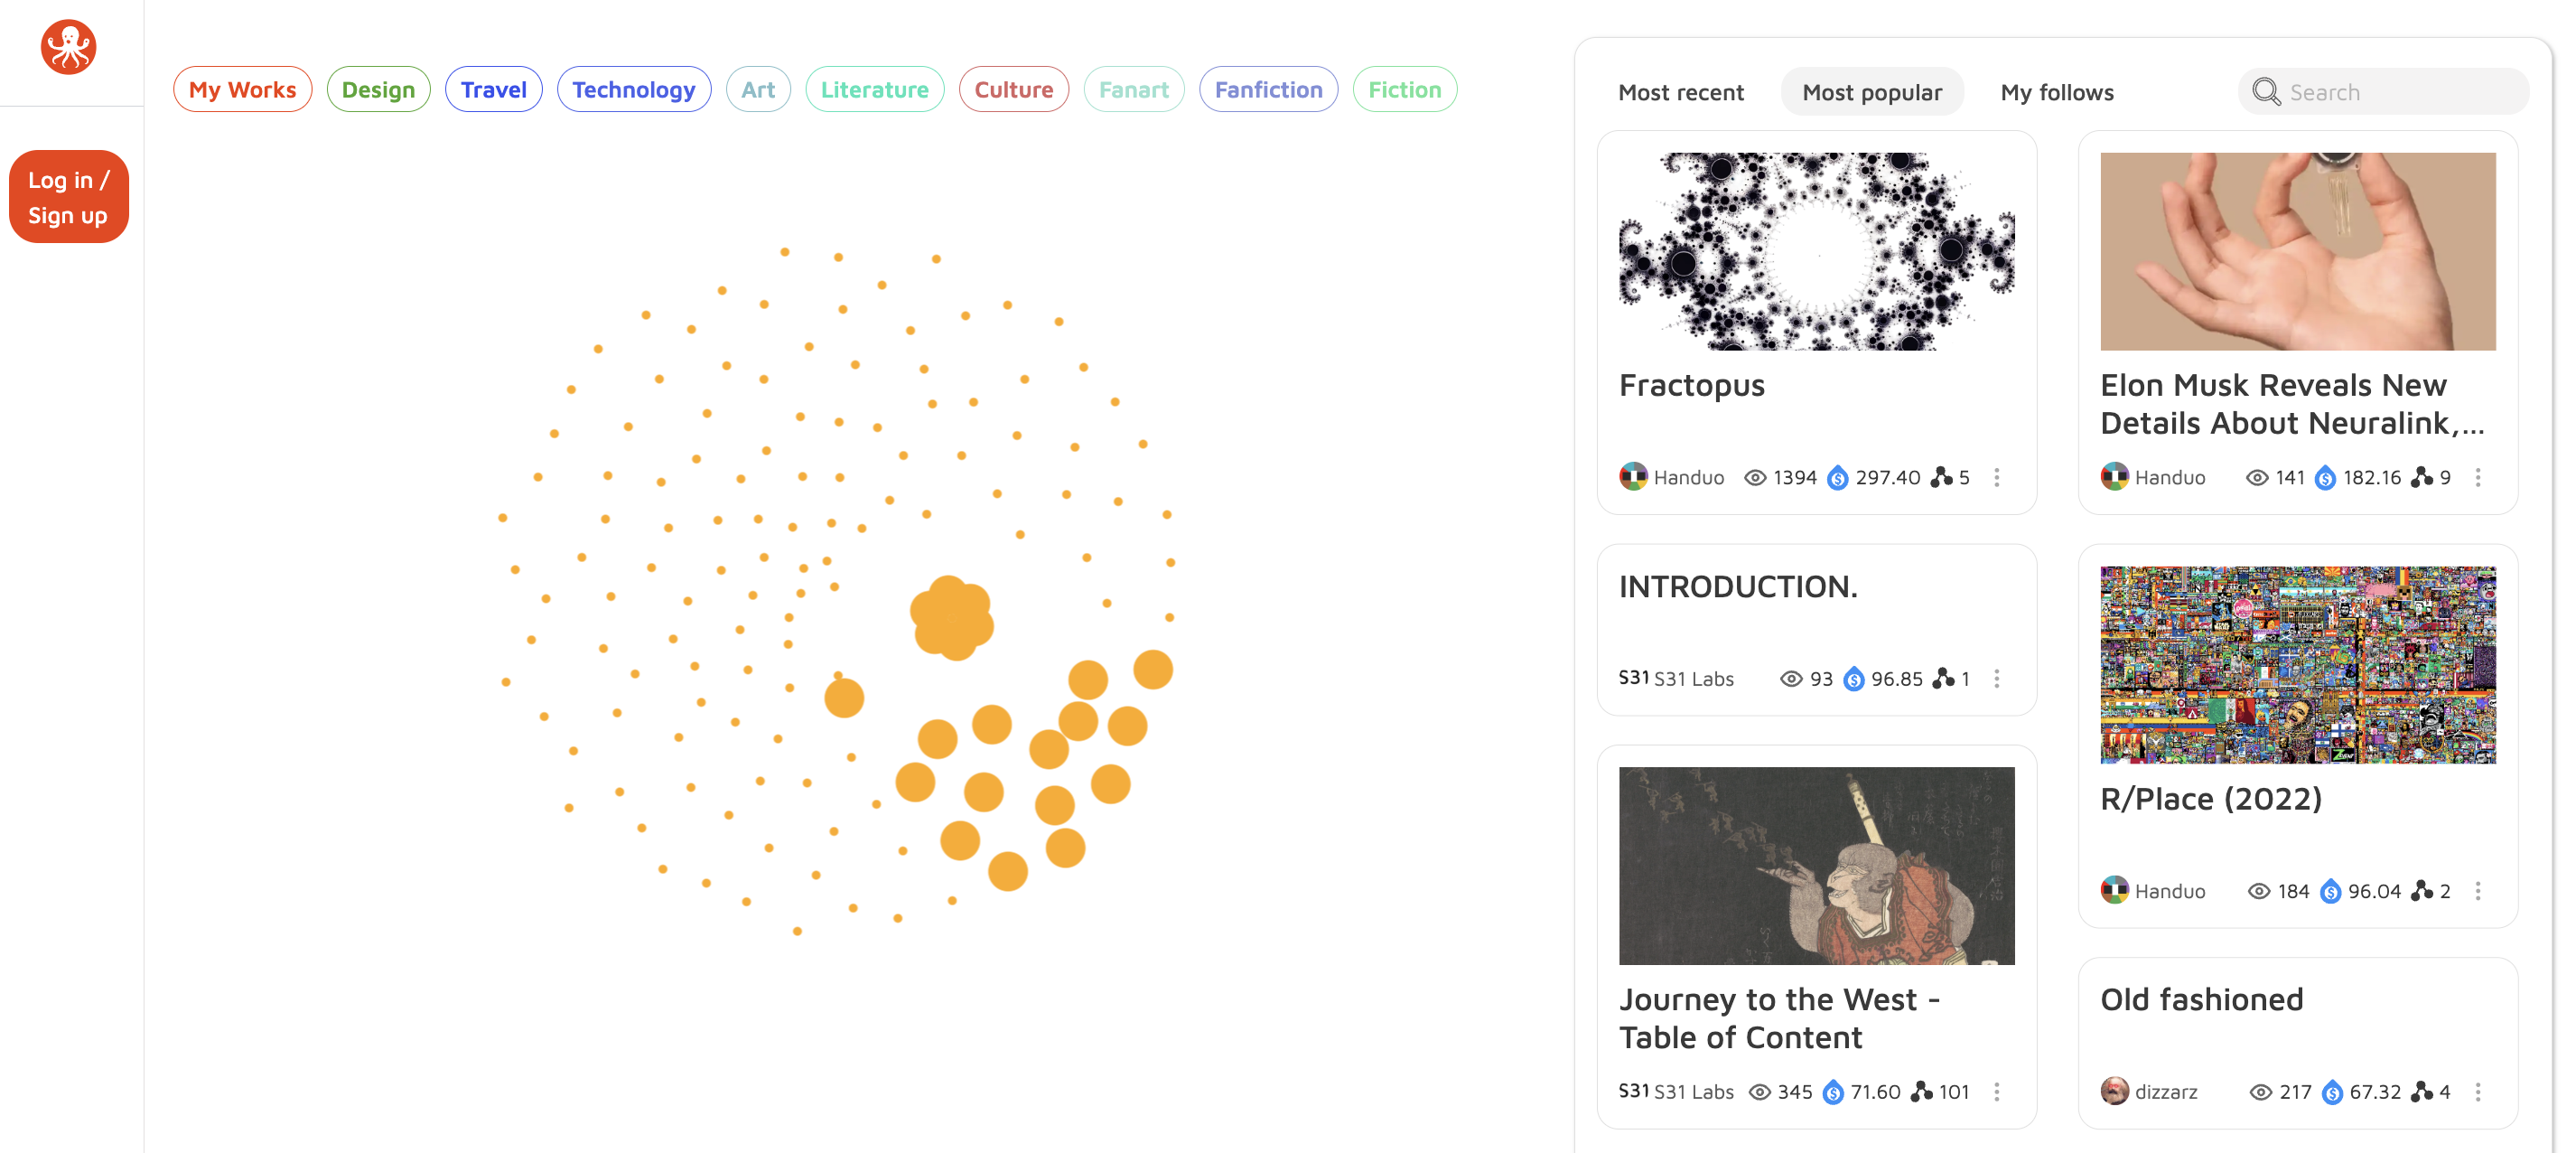 Log in /
Sign up
My Works
Design
Travel
Technology
Art
Literature
Culture
Fanart
Fanfiction
Fiction
Most recent
Most popular
My follows
Search
Fractopus
Handuo 1394 297.40 5
Elon Musk Reveals New
Details About Neuralink,...
Handuo 141 182.16 9
INTRODUCTION.
S31 S31 Labs 93 96.85 1
R/Place (2022)
Handuo 184 96.04 2
Journey to the West -
Table of Content
S31 S31 Labs 345 71.60 101
Old fashioned
dizzarz 217 67.32 4